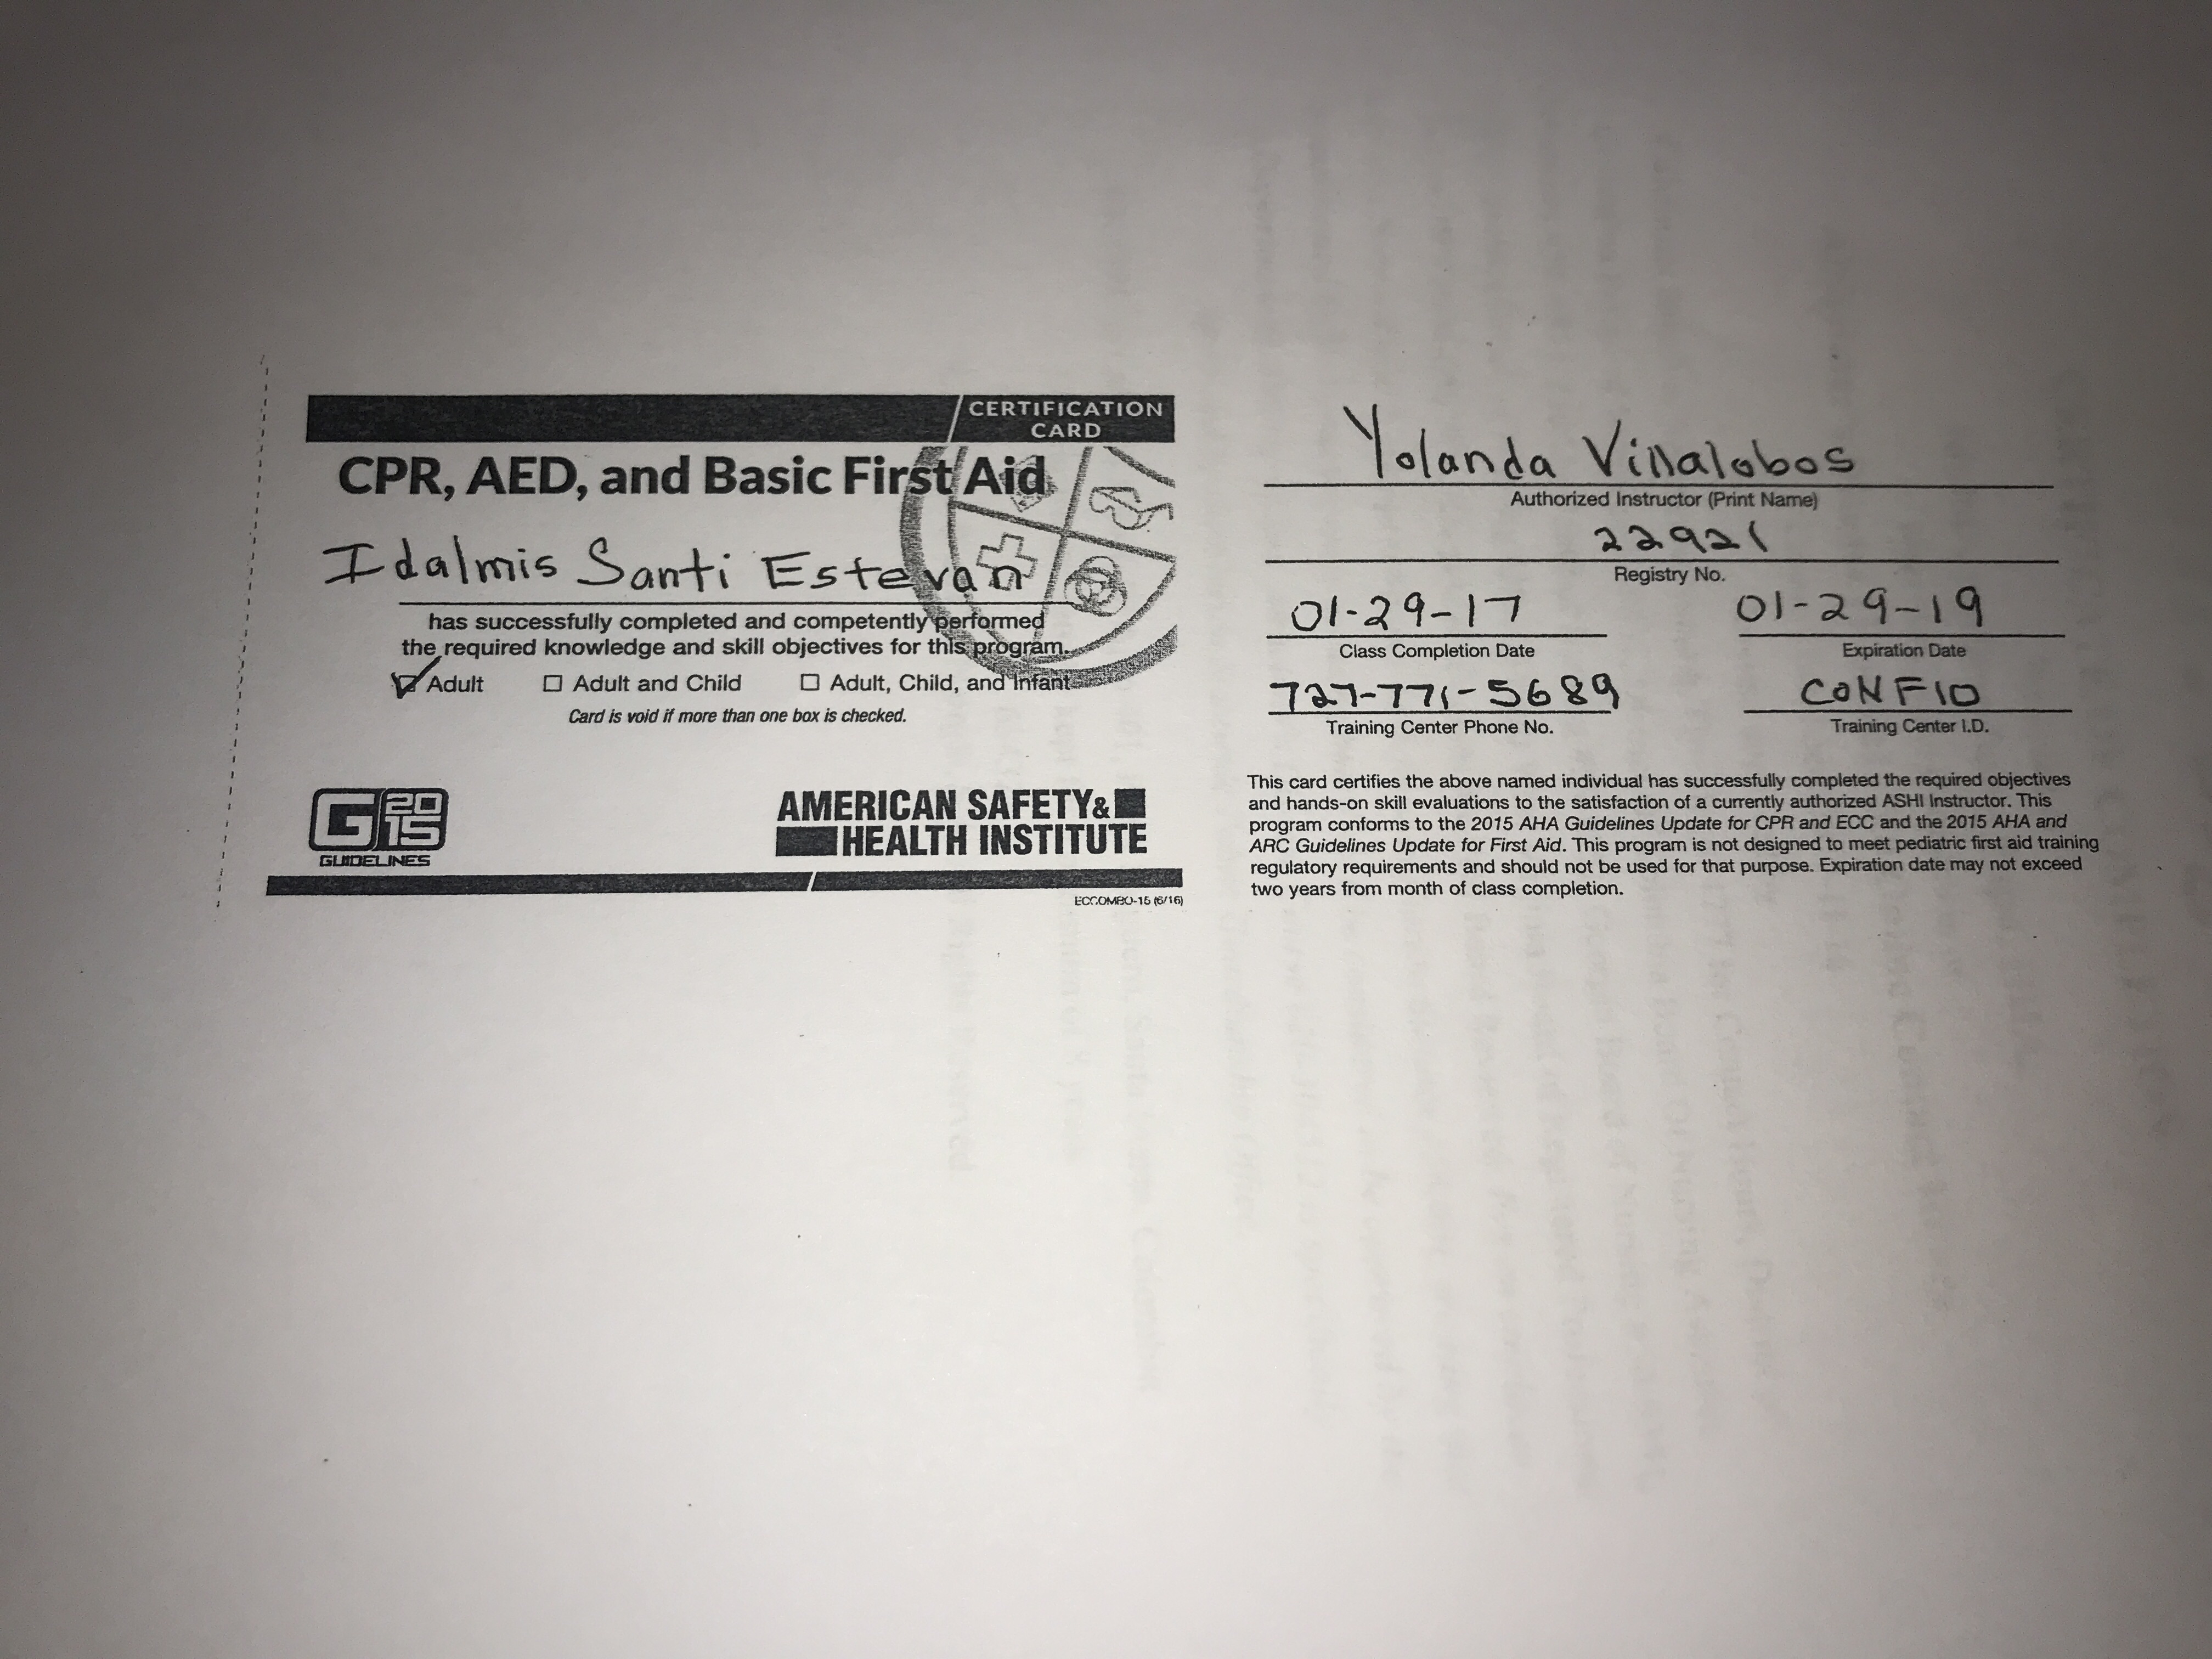 CERTIFICATION
CARD
CPR, AED, and Basic First Aid
Idalmis Santi Estevan
has successfully completed and competently performed
the required knowledge and skill objectives for this program.
Adult
Adult and Child
Adult, Child, and Infant
Card is void if more than one box is checked.
G2015
GUIDELINES
AMERICAN SAFETY &
HEALTH INSTITUTE
ECCOMBO-15 (6/16)
Yolanda Villalobos
Authorized Instructor (Print Name)
22921
Registry No.
01-29-17 01-29-19
Class Completion Date Expiration Date
727-771-5689 CONF10
Training Center Phone No. Training Center I.D.
This card certifies the above named individual has successfully completed the required objectives
and hands-on skill evaluations to the satisfaction of a currently authorized ASHI Instructor. This
program conforms to the 2015 AHA Guidelines Update for CPR and ECC and the 2015 AHA and
ARC Guidelines Update for First Aid. This program is not designed to meet pediatric first aid training
regulatory requirements and should not be used for that purpose. Expiration date may not exceed
two years from month of class completion.